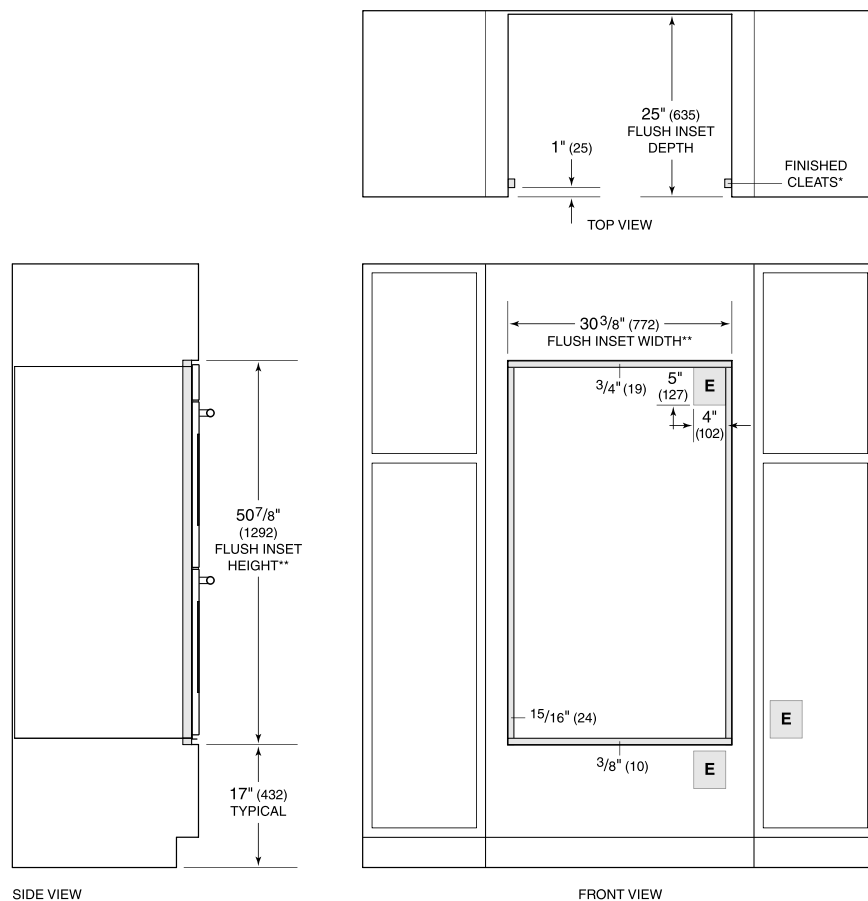 25" (635)
FLUSH INSET
DEPTH
1" (25)
FINISHED
CLEATS*
TOP VIEW
30 3/8" (772)
FLUSH INSET WIDTH**
3/4" (19)
5"
(127)
E
4"
(102)
50 7/8"
(1292)
FLUSH INSET
HEIGHT**
15/16" (24)
E
3/8" (10)
E
17" (432)
TYPICAL
SIDE VIEW
FRONT VIEW